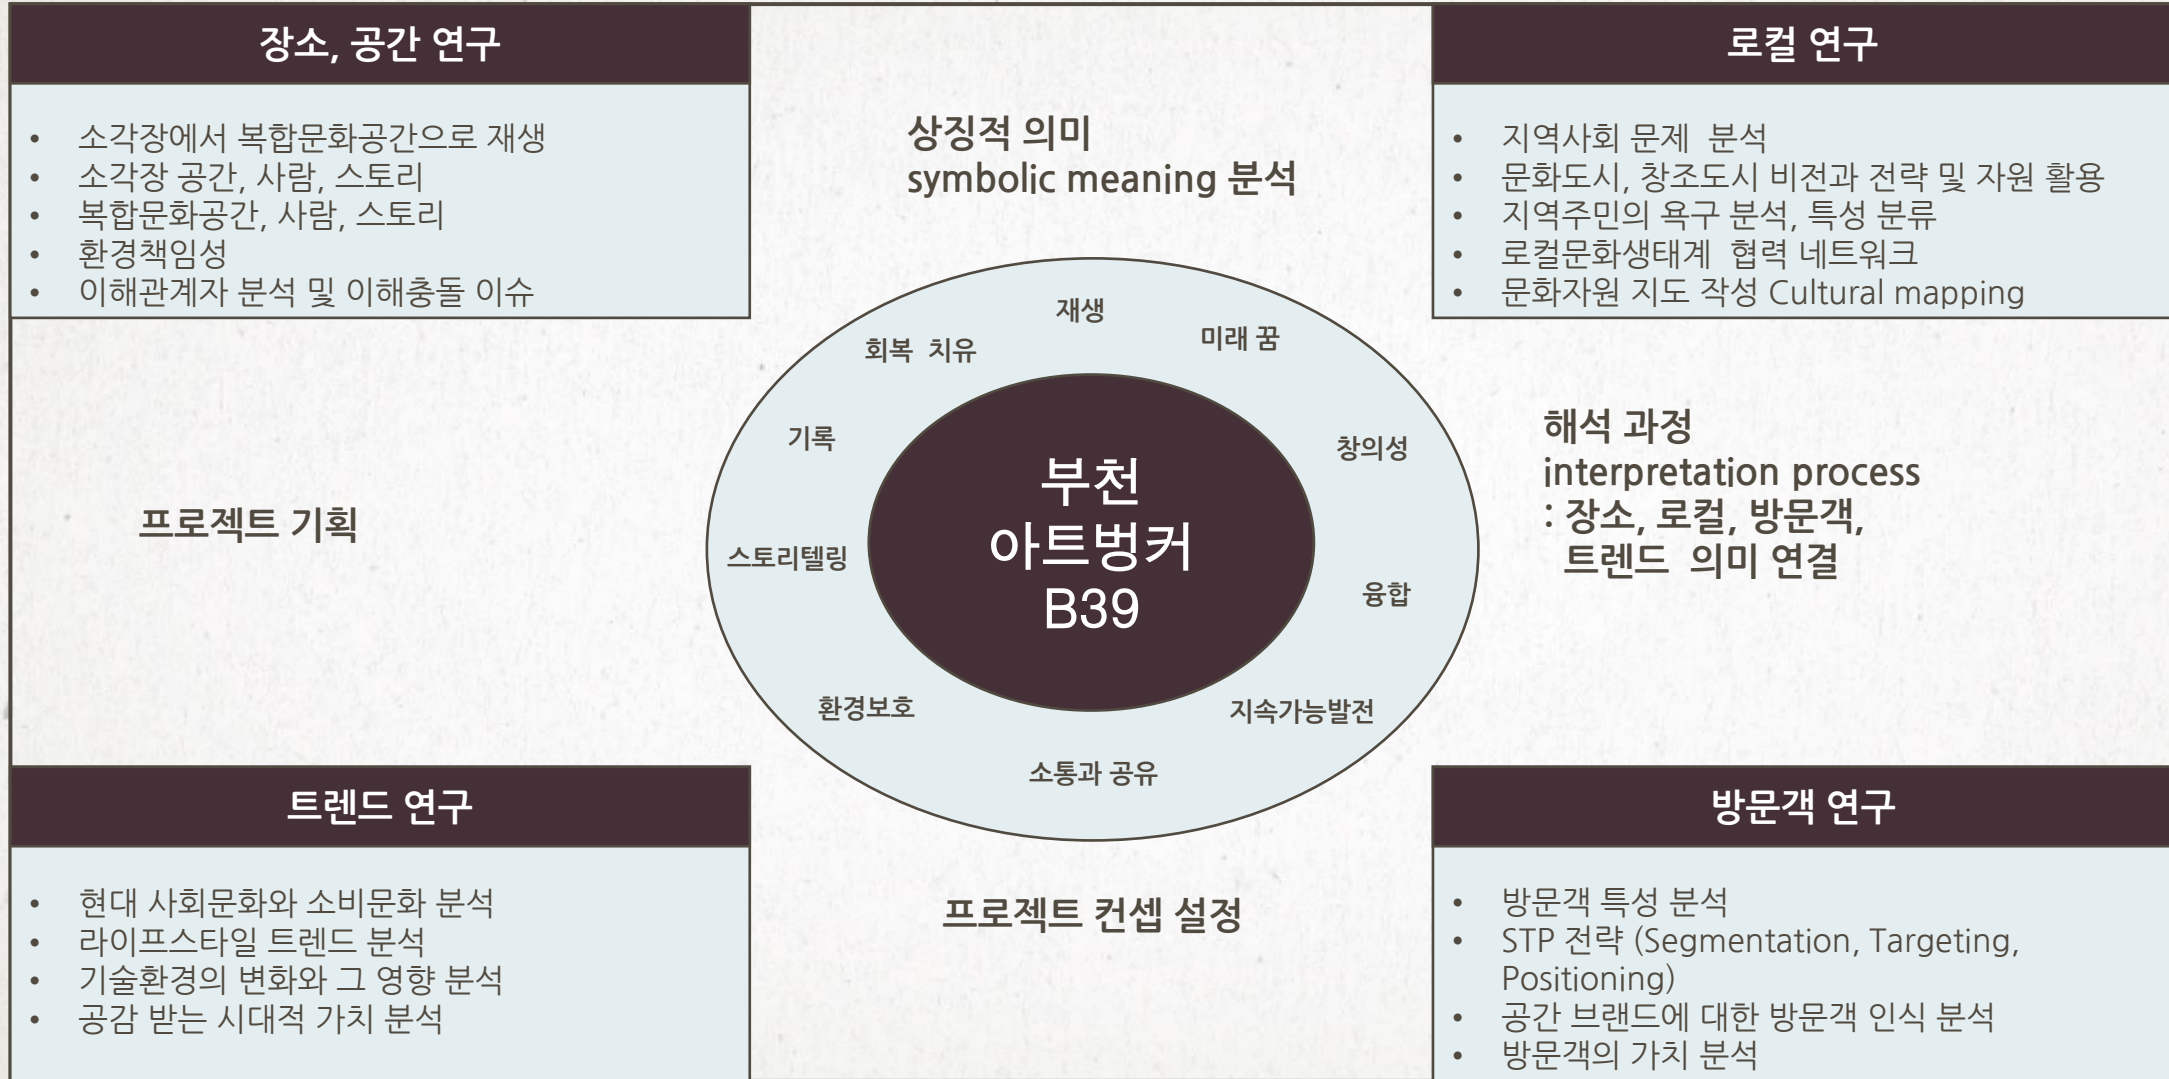 장소, 공간 연구
• 소각장에서 복합문화공간으로 재생
• 소각장 공간, 사람, 스토리
• 복합문화공간, 사람, 스토리
• 환경책임성
• 이해관계자 분석 및 이해충돌 이슈
상징적 의미
symbolic meaning 분석
로컬 연구
• 지역사회 문제 분석
• 문화도시, 창조도시 비전과 전략 및 자원 활용
• 지역주민의 욕구 분석, 특성 분류
• 로컬문화생태계 협력 네트워크
• 문화자원 지도 작성 Cultural mapping
프로젝트 기획
재생
회복 치유
미래 꿈
기록
창의성
스토리텔링
융합
환경보호
지속가능발전
소통과 공유
부천
아트벙커
B39
해석 과정
interpretation process
: 장소, 로컬, 방문객,
트렌드 의미 연결
트렌드 연구
• 현대 사회문화와 소비문화 분석
• 라이프스타일 트렌드 분석
• 기술환경의 변화와 그 영향 분석
• 공감 받는 시대적 가치 분석
프로젝트 컨셉 설정
방문객 연구
• 방문객 특성 분석
• STP 전략 (Segmentation, Targeting,
Positioning)
• 공간 브랜드에 대한 방문객 인식 분석
• 방문객의 가치 분석